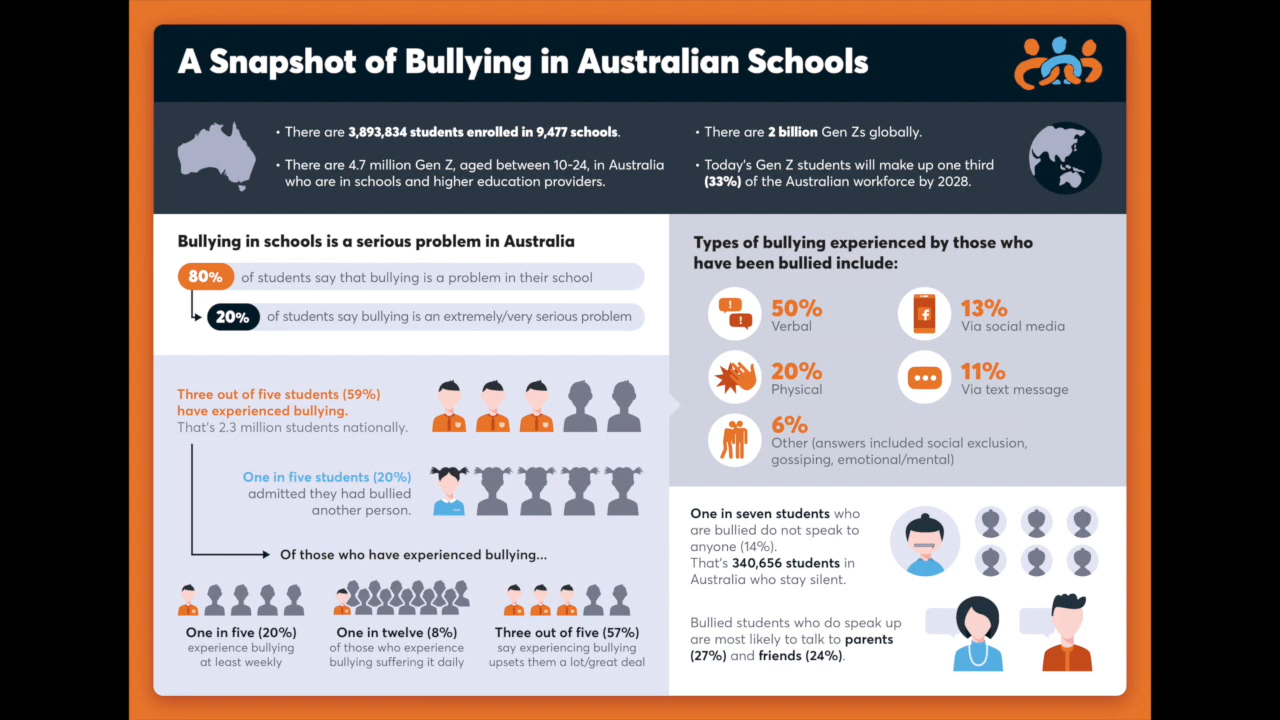 A Snapshot of Bullying in Australian Schools
• There are 3,893,834 students enrolled in 9,477 schools.
• There are 4.7 million Gen Z, aged between 10-24, in Australia
who are in schools and higher education providers.
• There are 2 billion Gen Zs globally.
• Today's Gen Z students will make up one third
(33%) of the Australian workforce by 2028.
Bullying in schools is a serious problem in Australia
80% of students say that bullying is a problem in their school
20% of students say bullying is an extremely/very serious problem
Three out of five students (59%)
have experienced bullying.
That's 2.3 million students nationally.
One in five students (20%)
admitted they had bullied
another person.
Of those who have experienced bullying...
One in five (20%)
experience bullying
at least weekly
One in twelve (8%)
of those who experience
bullying suffering it daily
Three out of five (57%)
say experiencing bullying
upsets them a lot/great deal
Types of bullying experienced by those who
have been bullied include:
50%
Verbal
13%
Via social media
20%
Physical
11%
Via text message
6%
Other (answers included social exclusion,
gossiping, emotional/mental)
One in seven students who
are bullied do not speak to
anyone (14%).
That's 340,656 students in
Australia who stay silent.
Bullied students who do speak up
are most likely to talk to parents
(27%) and friends (24%).